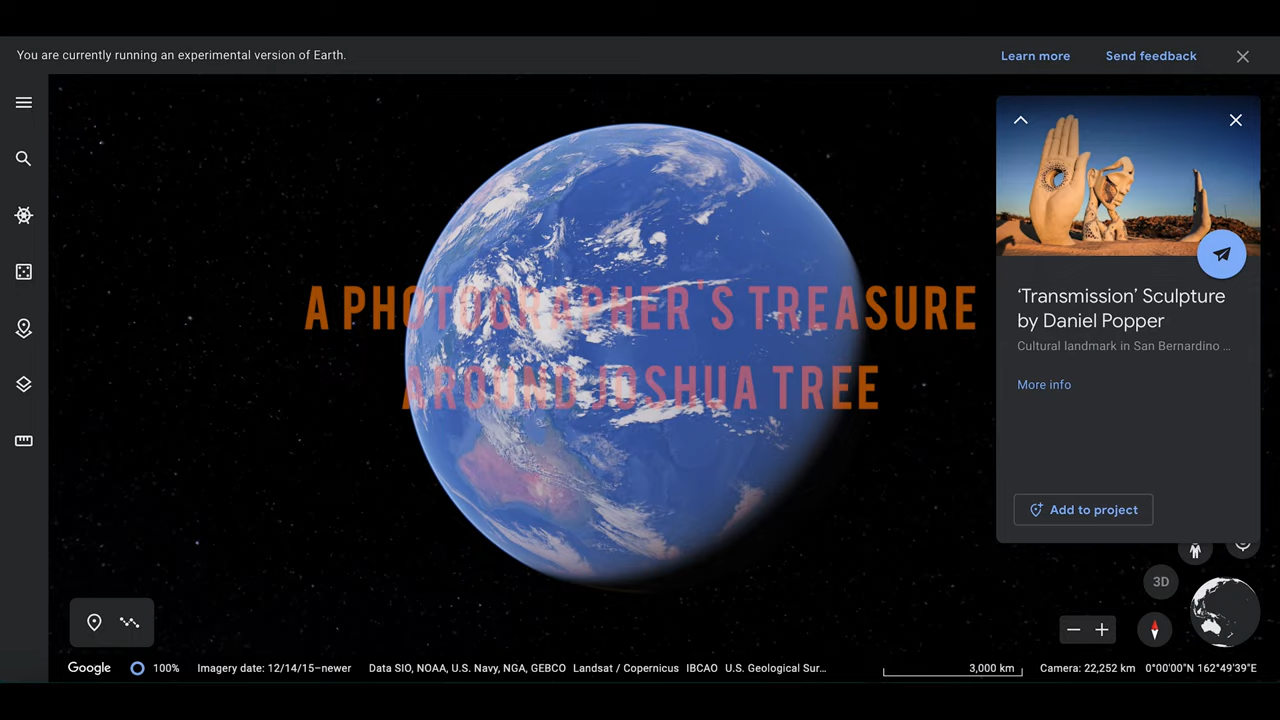 You are currently running an experimental version of Earth.
Learn more
Send feedback
A PHOTOGRAPHER'S TREASURE
AROUND JOSHUA TREE
‘Transmission’ Sculpture
by Daniel Popper
Cultural landmark in San Bernardino ...
More info
Add to project
3D
Google
100%
Imagery date: 12/14/15–newer
Data SIO, NOAA, U.S. Navy, NGA, GEBCO Landsat / Copernicus IBCAO U.S. Geological Sur...
3,000 km
Camera: 22,252 km
0°00'00"N 162°49'39"E